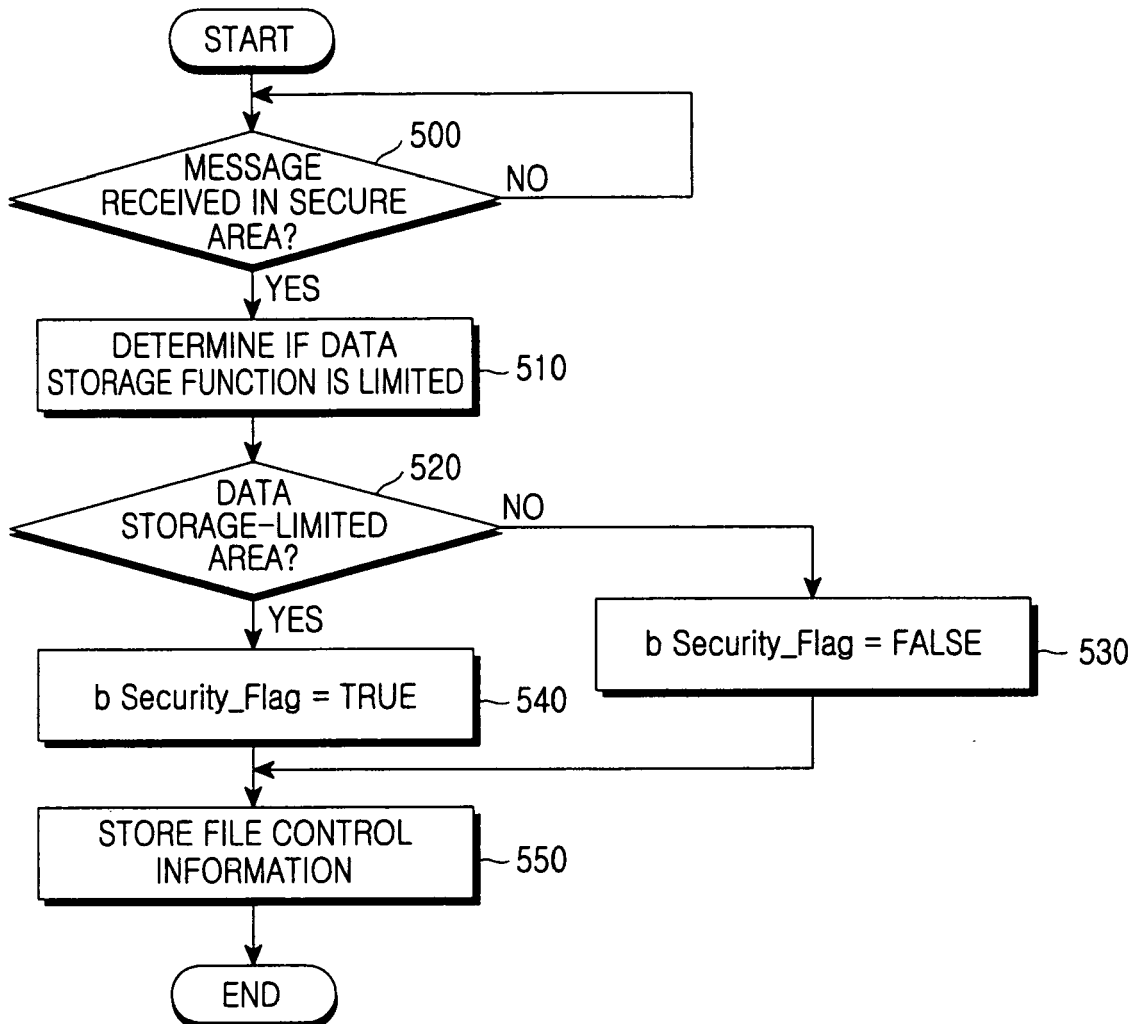 START
500
MESSAGE
RECEIVED IN SECURE
AREA?
NO
YES
DETERMINE IF DATA
STORAGE FUNCTION IS LIMITED
510
520
DATA
STORAGE-LIMITED
AREA?
NO
YES
b Security_Flag = FALSE
530
b Security_Flag = TRUE
540
STORE FILE CONTROL
INFORMATION
550
END